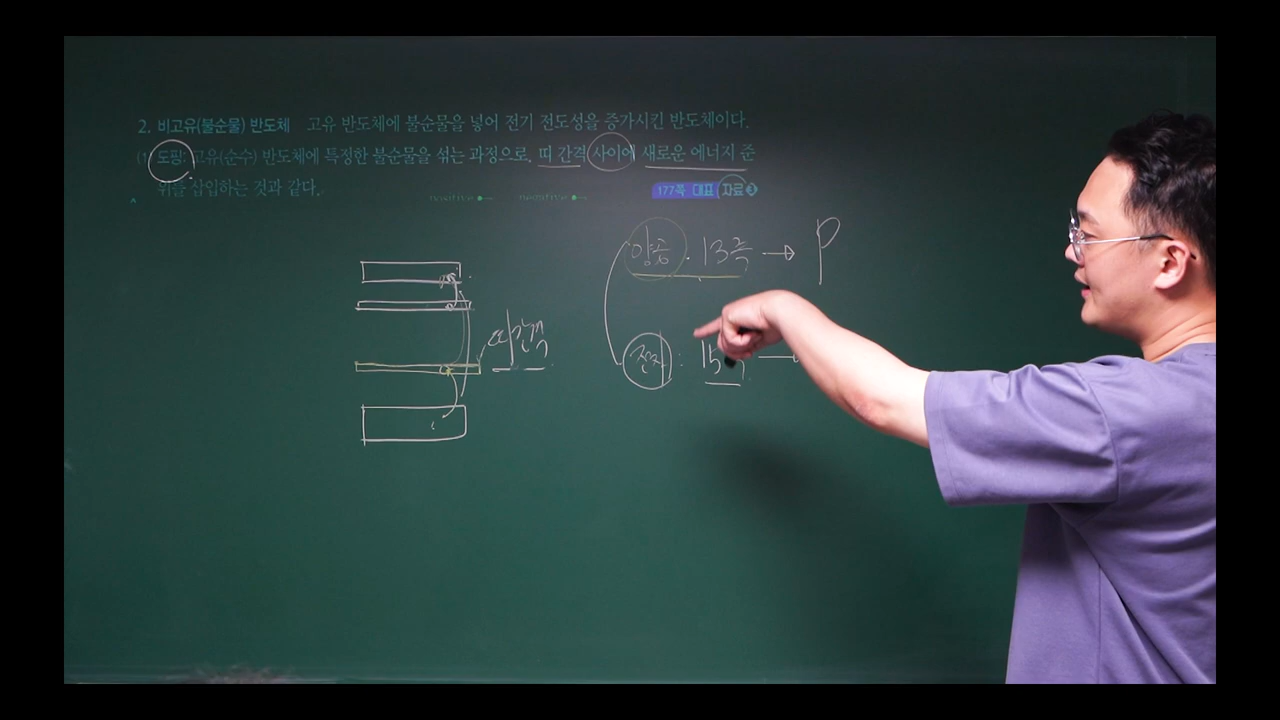 2. 비고유(불순물) 반도체 고유 반도체에 불순물을 넣어 전기 전도성을 증가시킨 반도체이다.
(1) 도핑: 고유(순수) 반도체에 특정한 불순물을 섞는 과정으로, 띠 간격 사이에 새로운 에너지 준
위를 삽입하는 것과 같다.
positive negative 177쪽 대표 자료 3
양공. 13족 → P
띠 간격
전자: 15족 →